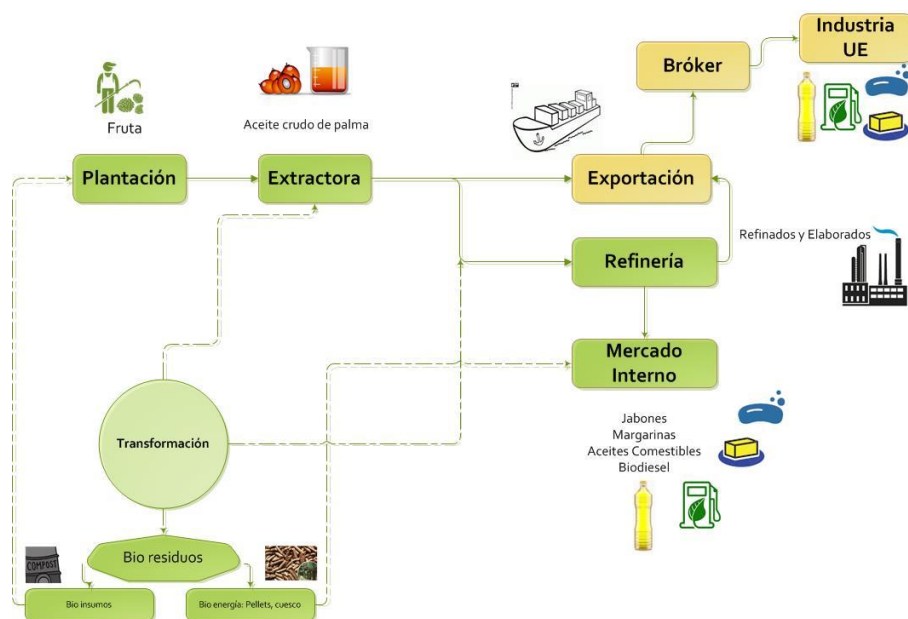 Industria
UE
Bróker
Fruta
Aceite crudo de palma
Plantación
Extractora
Exportación
Refinados y Elaborados
Refinería
Mercado
Interno
Transformación
Jabones
Margarinas
Aceites Comestibles
Biodiesel
Bio residuos
COMPOST
Bio insumos
Bio energía: Pellets, cuesco